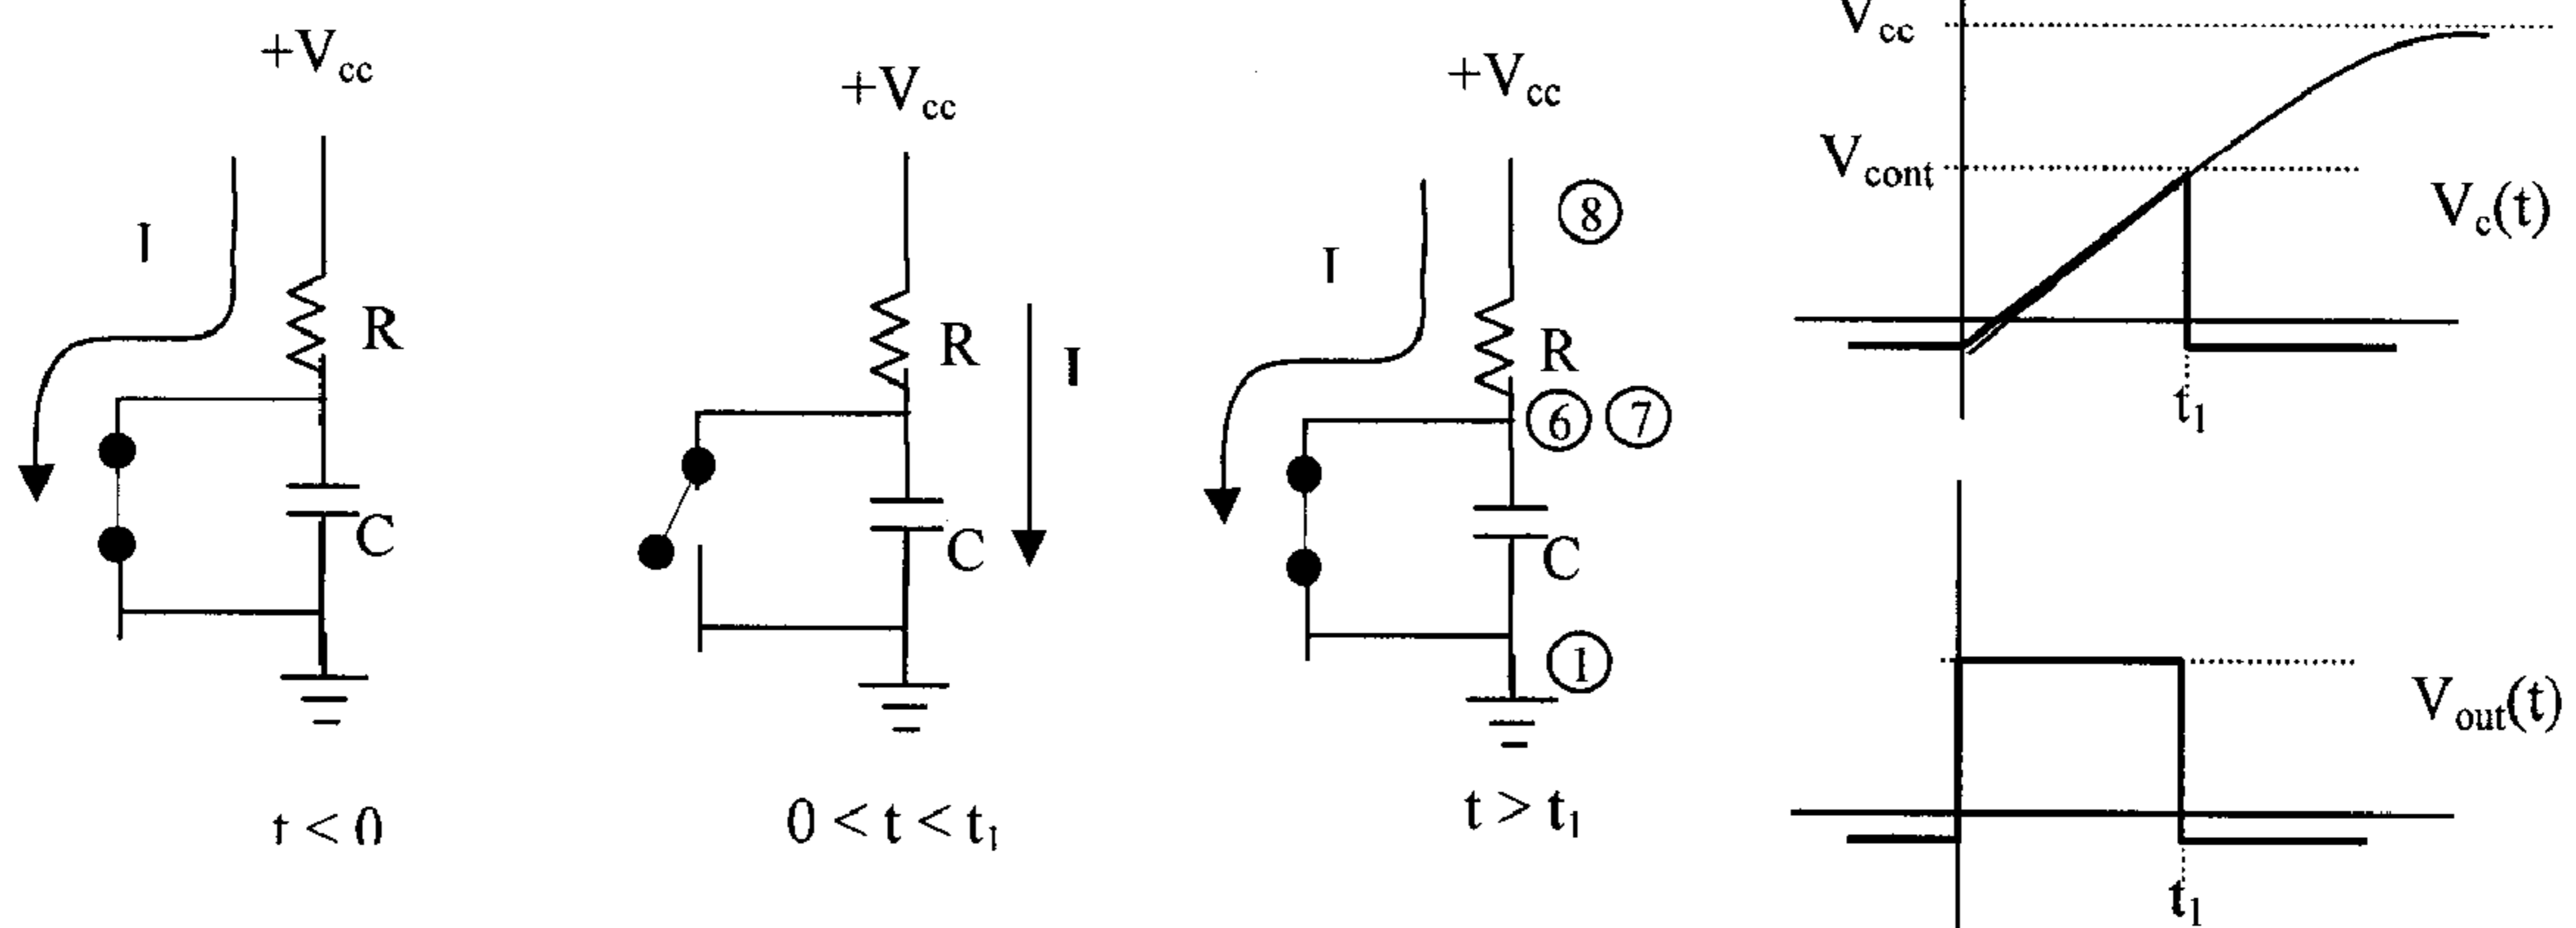 +Vcc
I
R
C
t < 0
+Vcc
R
I
C
0 < t < t1
+Vcc
8
I
R
6 7
C
1
t > t1
Vcc
Vcont
Vc(t)
t1
Vout(t)
t1